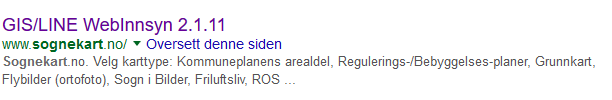 GIS/LINE WebInnsyn 2.1.11
www.sognekart.no/ Oversett denne siden
Sognekart.no. Velg karttype: Kommuneplanens arealdel, Regulerings-/Bebyggelses-planer, Grunnkart,
Flybilder (ortofoto), Sogn i Bilder, Friluftsliv, ROS ...